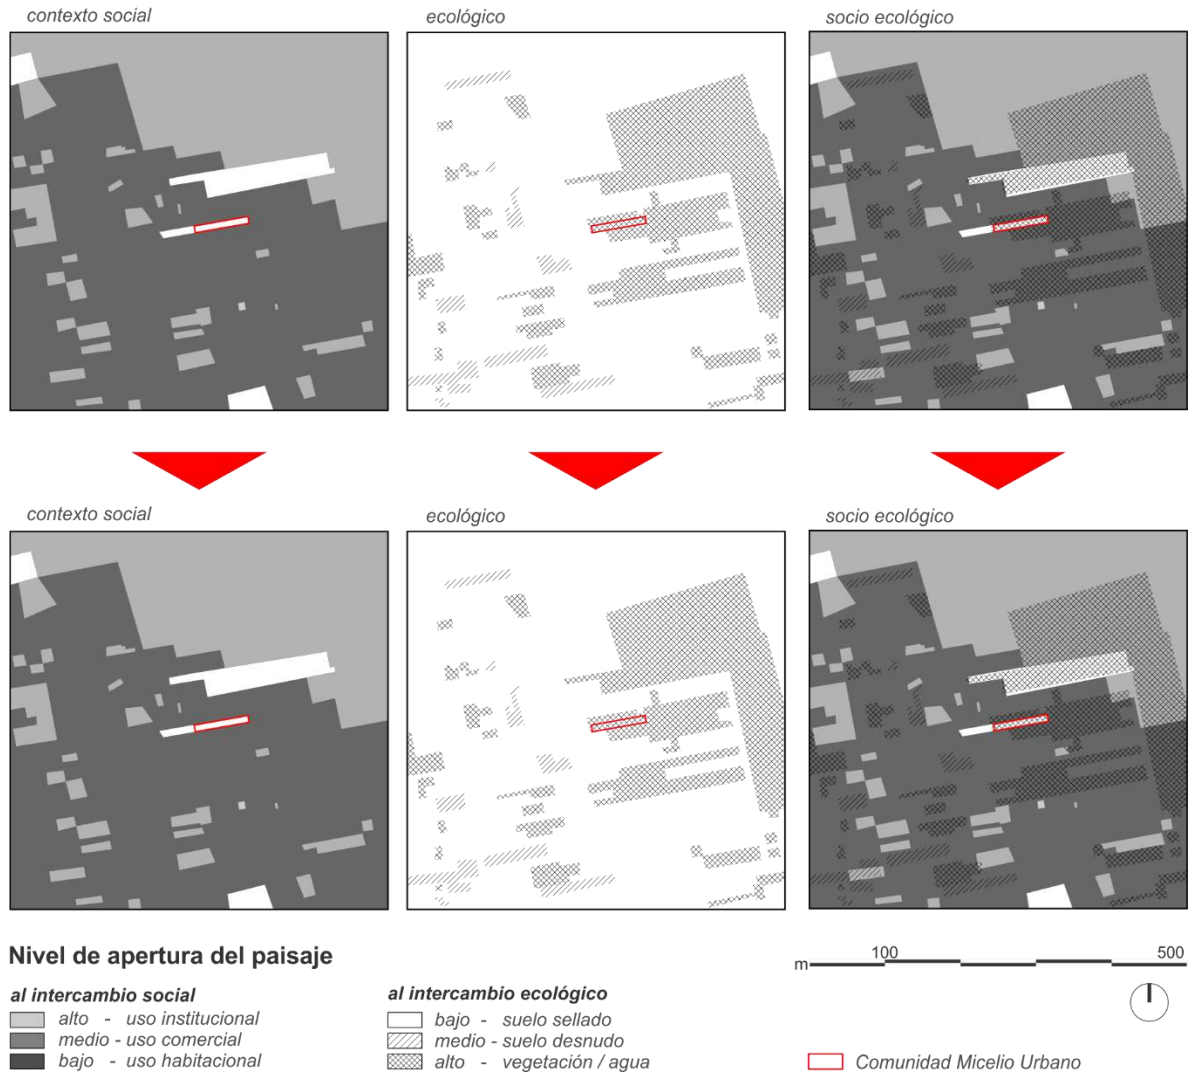 contexto social
ecológico
socio ecológico
contexto social
ecológico
socio ecológico
Nivel de apertura del paisaje
100
500
m
al intercambio social
alto - uso institucional
medio - uso comercial
bajo - uso habitacional
al intercambio ecológico
bajo - suelo sellado
medio - suelo desnudo
alto - vegetación / agua
Comunidad Micelio Urbano